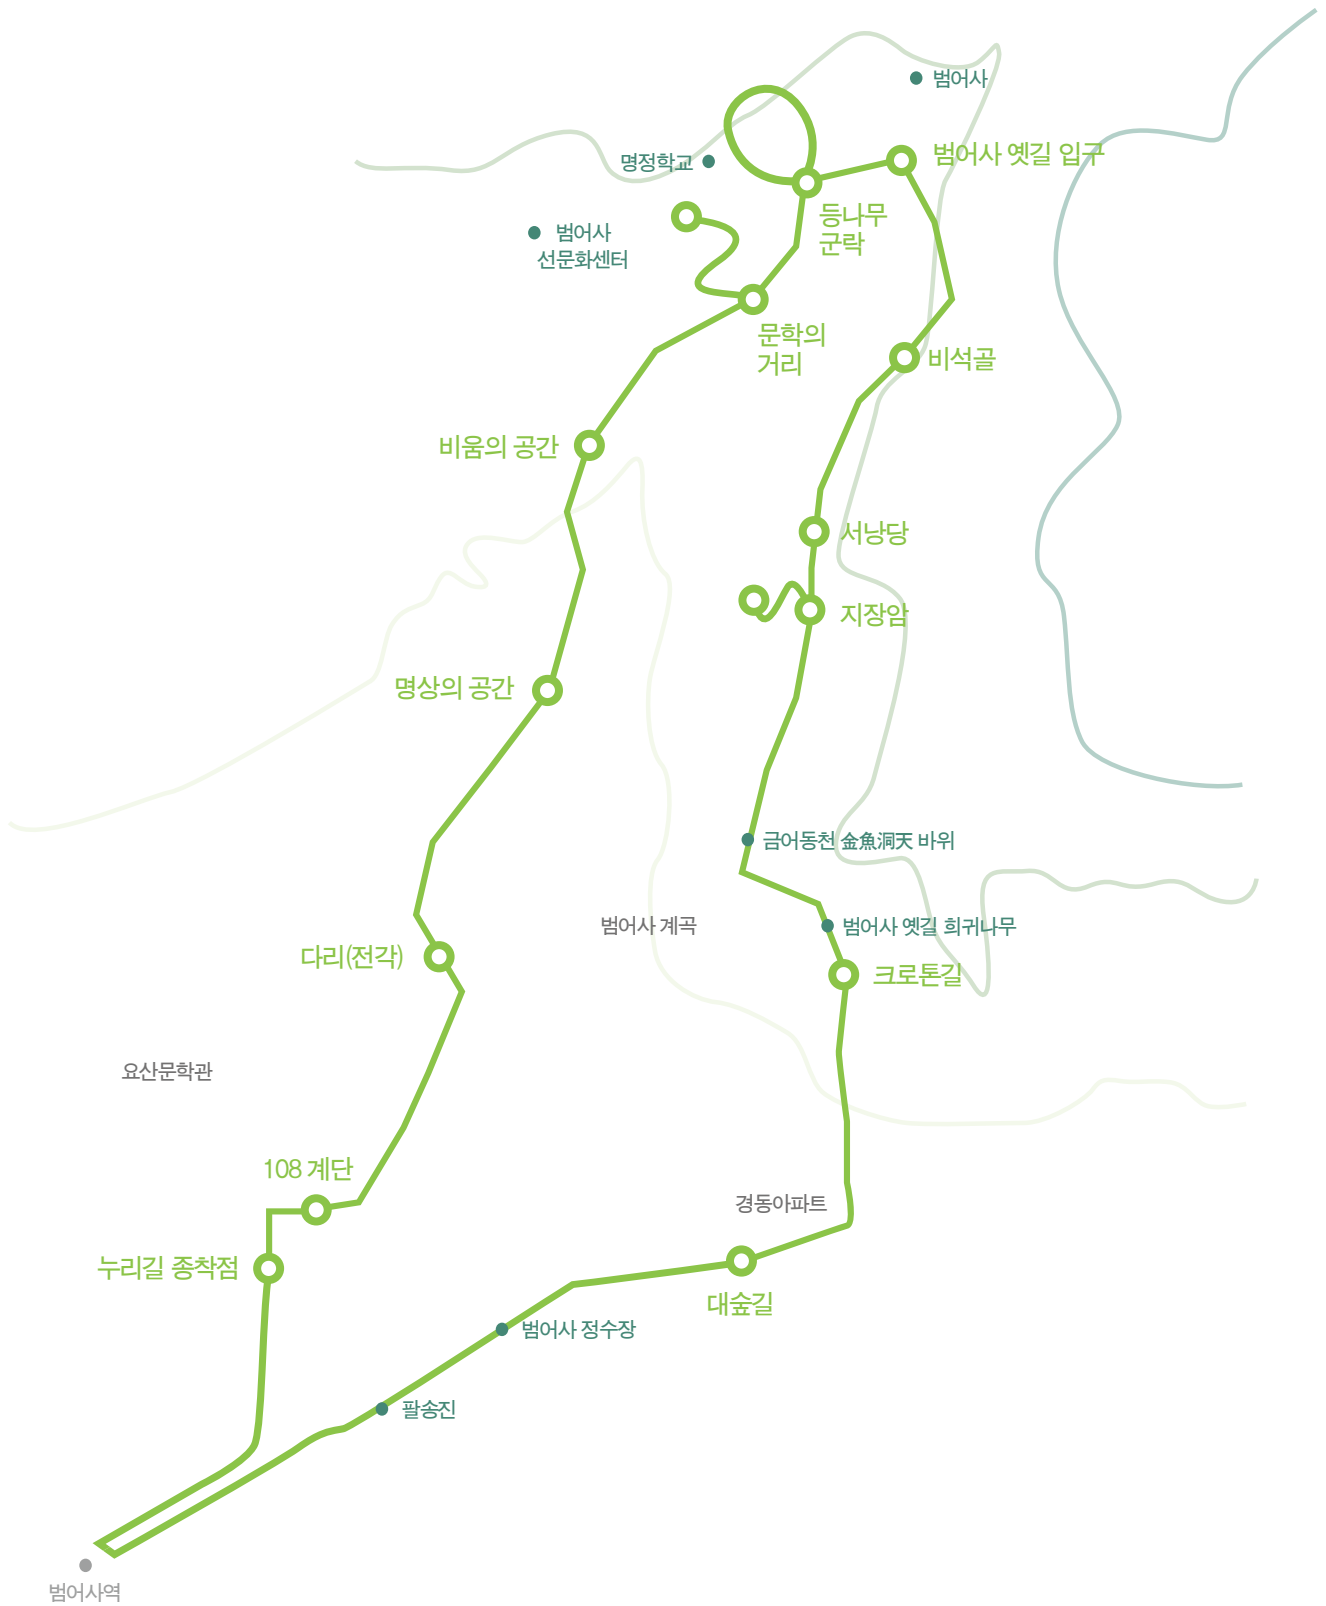 범어사
범어사 옛길 입구
명정학교
등나무
군락
범어사
선문화센터
문학의
거리
비석골
비움의 공간
서낭당
지장암
명상의 공간
금어동천 金魚洞天 바위
범어사 계곡
범어사 옛길 희귀나무
다리(전각)
크로톤길
요산문학관
108 계단
경동아파트
누리길 종착점
대숲길
범어사 정수장
팔송진
범어사역